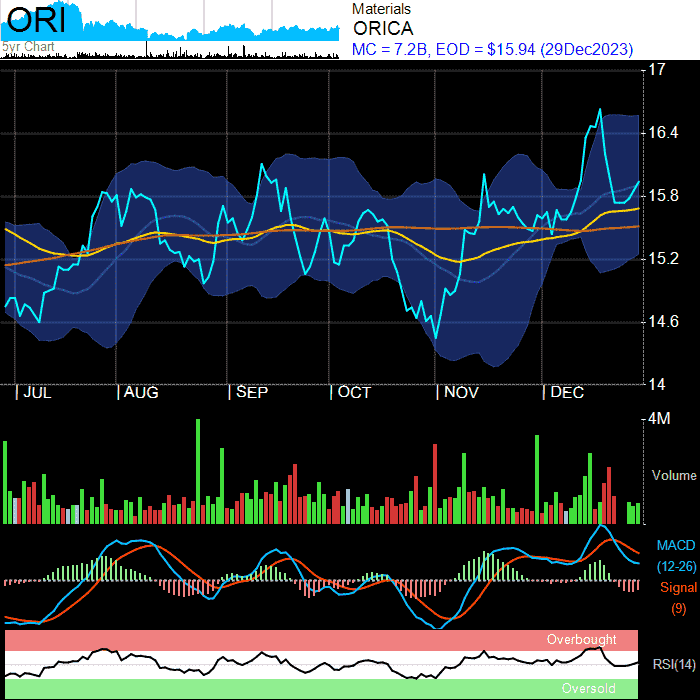 ORI
5yr Chart
Materials
ORICA
MC = 7.2B, EOD = $15.94 (29Dec2023)
17
16.4
15.8
15.2
14.6
14
JUL
AUG
SEP
OCT
NOV
DEC
4M
Volume
MACD
(12-26)
Signal
(9)
Overbought
RSI(14)
Oversold